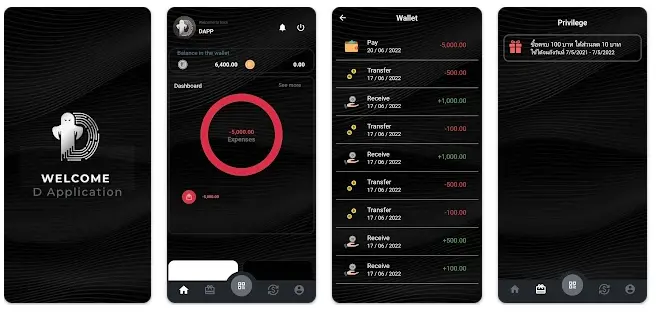 WELCOME
D Application
Welcome to back
DAPP
Balance in the wallet
6,400.00
0.00
Dashboard
See more
-5,000.00
Expenses
-5,000.00
Wallet
Pay
-5,000.00
20 / 06 / 2022
Transfer
-500.00
17 / 06 / 2022
Receive
+1,000.00
17 / 06 / 2022
Transfer
-100.00
17 / 06 / 2022
Receive
+1,000.00
17 / 06 / 2022
Transfer
-500.00
17 / 06 / 2022
Transfer
-100.00
17 / 06 / 2022
Receive
+500.00
17 / 06 / 2022
Receive
+100.00
17 / 06 / 2022
Privilege
ซื้อครบ 100 บาท ได้ส่วนลด 10 บาท
ใช้ได้จนถึงวันที่ 7/5/2021 - 7/5/2022